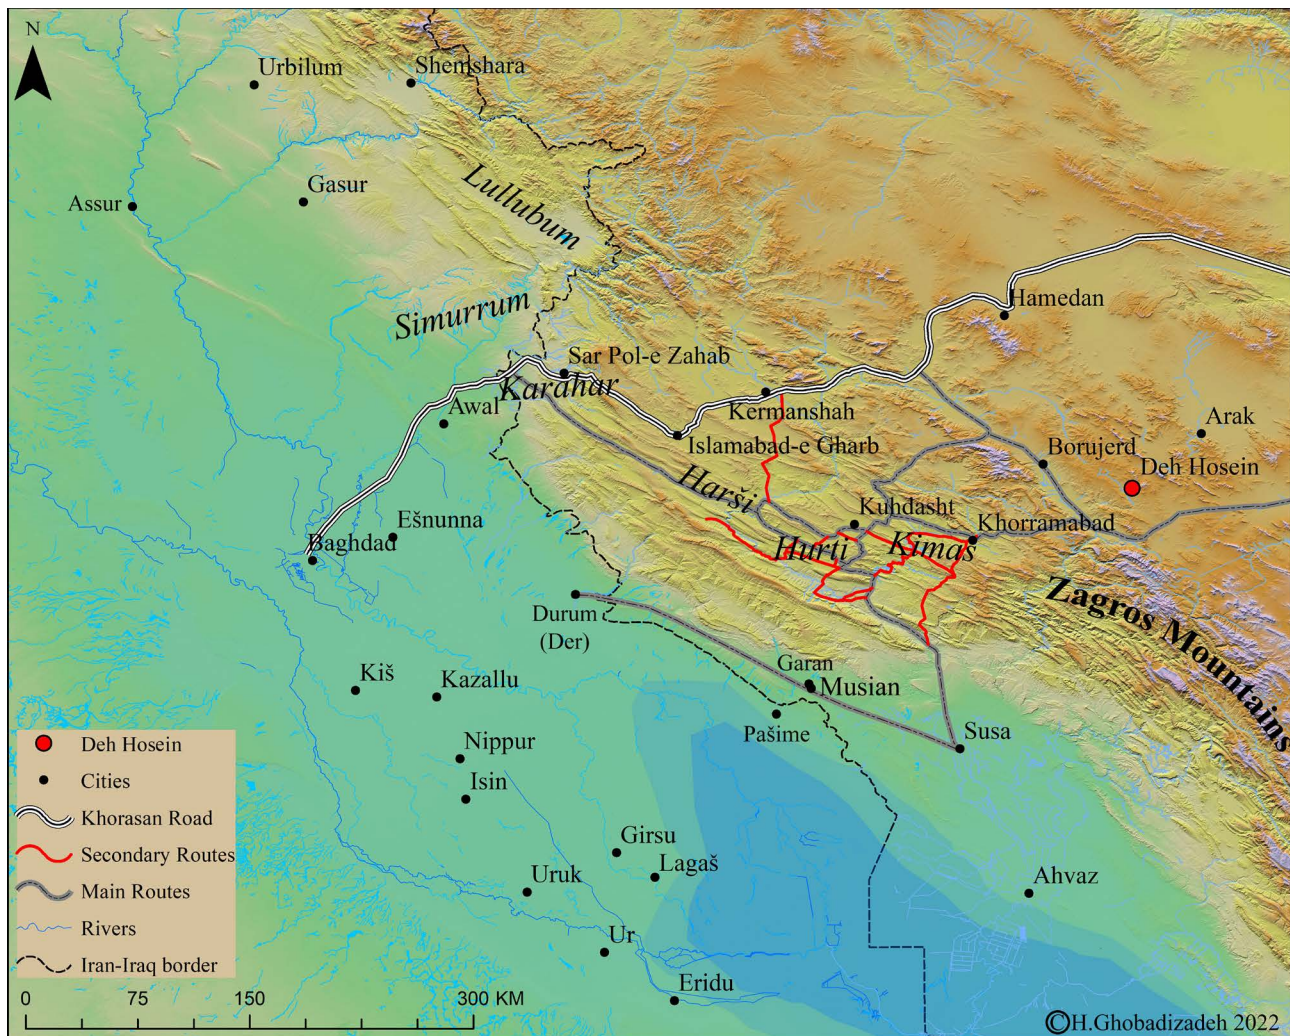 N
Urbilum
Shemshara
Lullubum
Gasur
Assur
Simurrum
Hamedan
Sar Pol-e Zahab
Karahar
Awal
Kermanshah
Islamabad-e Gharb
Arak
Borujerd
Deh Hosein
Harši
Kuhdasht
Khorramabad
Ešnunna
Baghdad
Hurti
Kimaš
Durum
(Der)
Zagros Mountains
Garan
Musian
Kiš
Kazallu
Pašime
Susa
Nippur
Isin
Girsu
Lagaš
Uruk
Ahvaz
Ur
Eridu
Deh Hosein
Cities
Khorasan Road
Secondary Routes
Main Routes
Rivers
Iran-Iraq border
0 75 150 300 KM
©H.Ghobadizadeh 2022